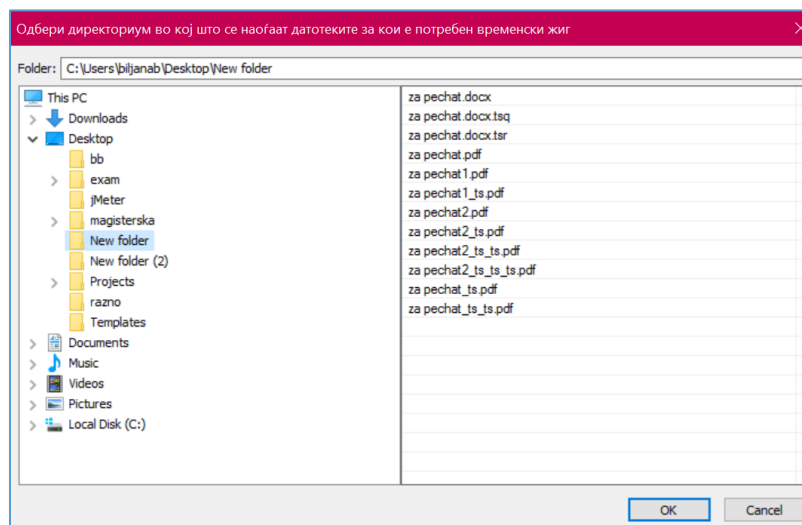 Одбери директориум во кој што се наоѓаат датотеките за кои е потребен временски жиг
Folder: C:\Users\biljanab\Desktop\New folder
This PC
Downloads
Desktop
bb
exam
jMeter
magisterska
New folder
New folder (2)
Projects
razno
Templates
Documents
Music
Videos
Pictures
Local Disk (C:)
za pechat.docx
za pechat.docx.tsq
za pechat.docx.tsr
za pechat.pdf
za pechat1.pdf
za pechat1_ts.pdf
za pechat2.pdf
za pechat2_ts.pdf
za pechat2_ts_ts.pdf
za pechat2_ts_ts_ts.pdf
za pechat_ts.pdf
za pechat_ts_ts.pdf
OK Cancel